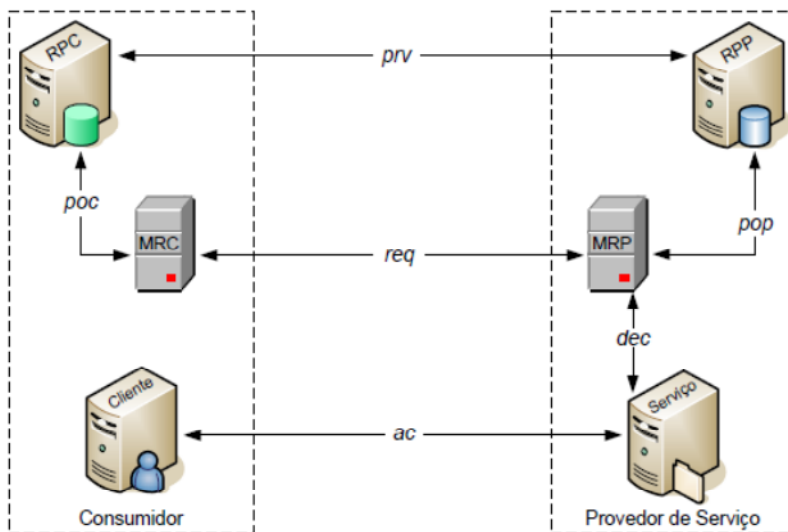 RPC
prv
RPP
poc
MRC
req
MRP
pop
dec
Cliente
ac
Serviço
Consumidor
Provedor de Serviço